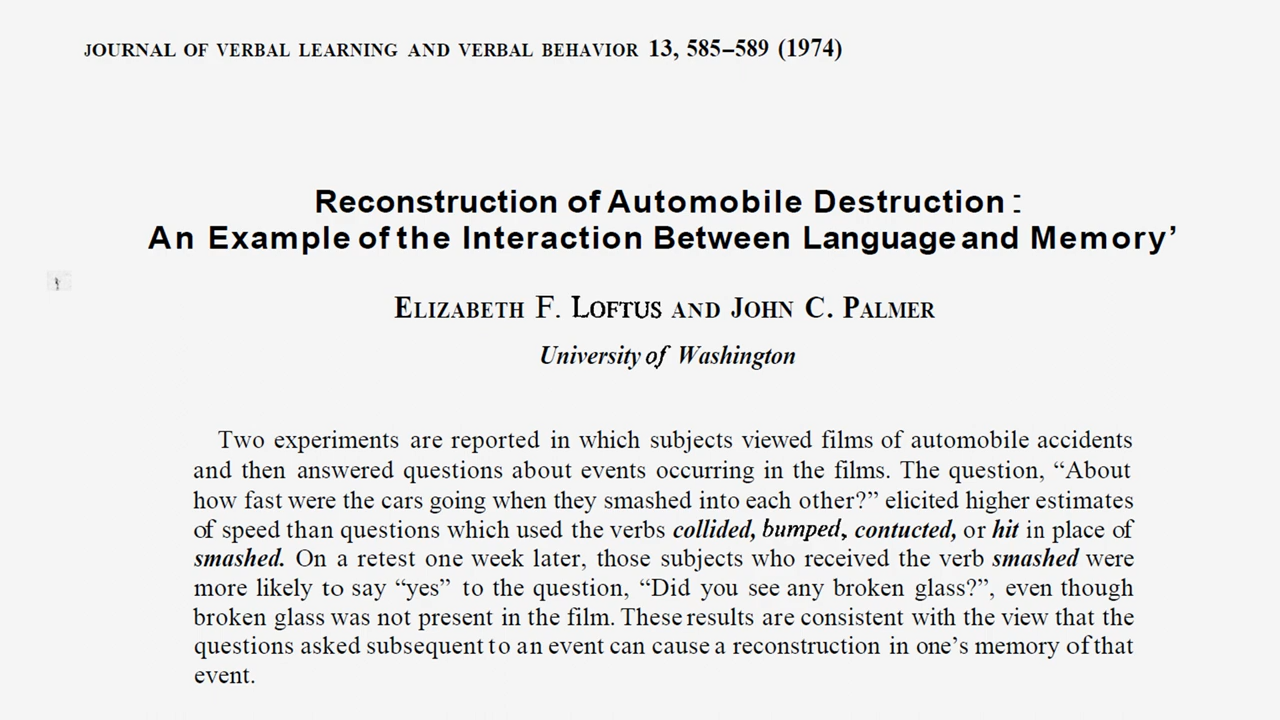 JOURNAL OF VERBAL LEARNING AND VERBAL BEHAVIOR 13, 585–589 (1974)
Reconstruction of Automobile Destruction :
An Example of the Interaction Between Language and Memory’
ELIZABETH F. LOFTUS AND JOHN C. PALMER
University of Washington
Two experiments are reported in which subjects viewed films of automobile accidents
and then answered questions about events occurring in the films. The question, “About
how fast were the cars going when they smashed into each other?” elicited higher estimates
of speed than questions which used the verbs collided, bumped, contucted, or hit in place of
smashed. On a retest one week later, those subjects who received the verb smashed were
more likely to say “yes” to the question, “Did you see any broken glass?”, even though
broken glass was not present in the film. These results are consistent with the view that the
questions asked subsequent to an event can cause a reconstruction in one’s memory of that
event.